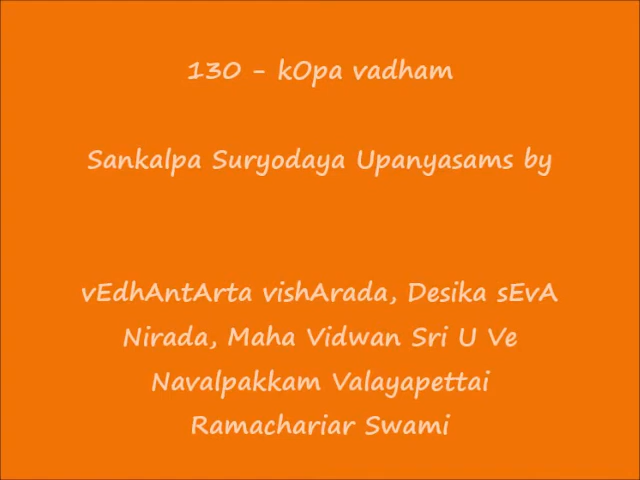 130 - kOpa vadham
Sankalpa Suryodaya Upanyasams by
vEdhAntArta vishArada, Desika sEvA
Nirada, Maha Vidwan Sri U Ve
Navalpakkam Valayapettai
Ramachariar Swami